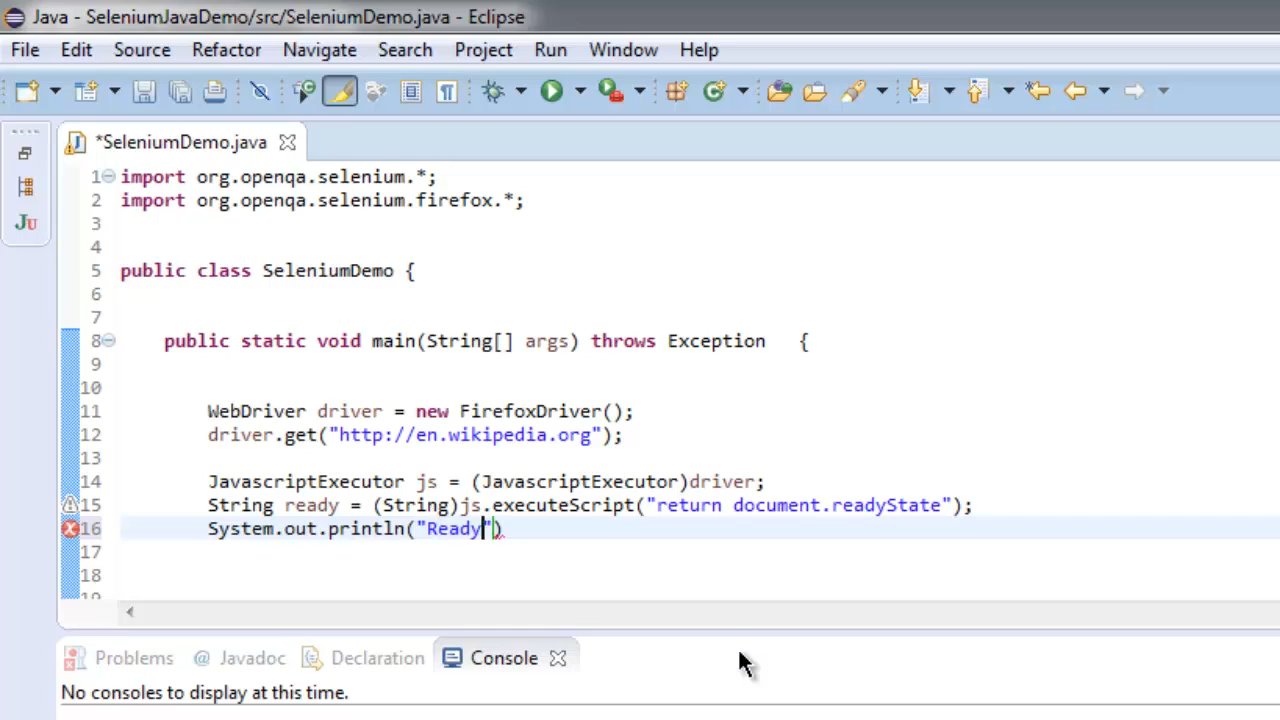 Java - SeleniumJavaDemo/src/SeleniumDemo.java - Eclipse
File Edit Source Refactor Navigate Search Project Run Window Help
*SeleniumDemo.java
1 import org.openqa.selenium.*;
2 import org.openqa.selenium.firefox.*;
3
4
5 public class SeleniumDemo {
6
7
8 public static void main(String[] args) throws Exception {
9
10
11 WebDriver driver = new FirefoxDriver();
12 driver.get("http://en.wikipedia.org");
13
14 JavascriptExecutor js = (JavascriptExecutor)driver;
15 String ready = (String)js.executeScript("return document.readyState");
16 System.out.println("Ready")
17
18
19
Ju
Problems @ Javadoc Declaration Console
No consoles to display at this time.